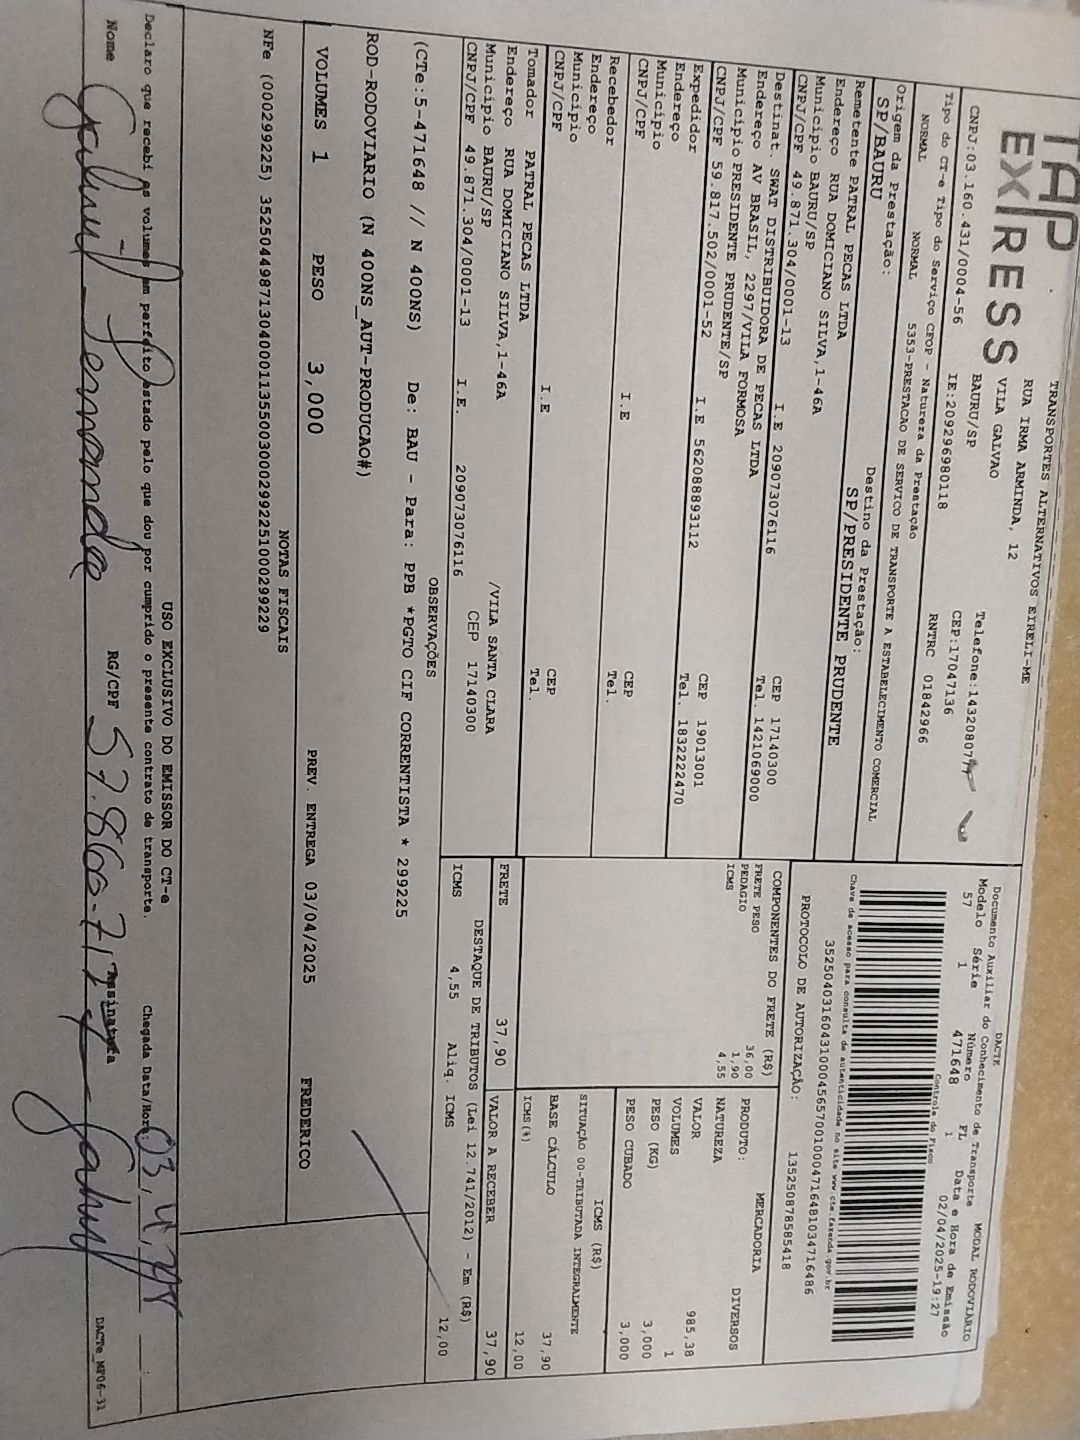 TAP
EXPRESS
TRANSPORTES ALTERNATIVOS EIRELI-ME
RUA IRMA ARMINDA, 12
VILA GALVAO
BAURU/SP
Telefone:143208077
CEP:17047136
CNPJ:03.160.431/0004-56 IE:209296980118 RNTRC 01842966
Tipo do CT-e Tipo do Serviço CFOP - Natureza da Prestação
NORMAL NORMAL 5353-PRESTACAO DE SERVICO DE TRANSPORTE A ESTABELECIMENTO COMERCIAL
Origem da Prestação: Destino da Prestação:
SP/BAURU SP/PRESIDENTE PRUDENTE
Remetente PATRAL PECAS LTDA
Endereço RUA DOMICIANO SILVA,1-46A
Município BAURU/SP CEP 17140300
CNPJ/CPF 49.871.304/0001-13 I.E 209073076116 Tel. 1421069000
Destinat. SWAT DISTRIBUIDORA DE PECAS LTDA
Endereço AV BRASIL, 2297/VILA FORMOSA
Município PRESIDENTE PRUDENTE/SP CEP 19013001
CNPJ/CPF 59.817.502/0001-52 I.E 562088893112 Tel. 1832222470
Expedidor
Endereço
Município CEP
CNPJ/CPF I.E Tel.
Recebedor
Endereço
Município CEP
CNPJ/CPF I.E Tel.
Tomador PATRAL PECAS LTDA
Endereço RUA DOMICIANO SILVA,1-46A /VILA SANTA CLARA
Município BAURU/SP CEP 17140300
CNPJ/CPF 49.871.304/0001-13 I.E. 209073076116
DACTE
Documento Auxiliar do Conhecimento de Transporte MODAL RODOVIÁRIO
Modelo Série Número FL Data e Hora de Emissão
57 1 471648 1 02/04/2025-19:27
Controle do Fisco
Chave de acesso para consulta de autenticidade no site www.cte.fazenda.gov.br
35250403160431000456570010004716481034716486
PROTOCOLO DE AUTORIZAÇÃO: 135250878585418
COMPONENTES DO FRETE (R$)
FRETE PESO 36,00
PEDAGIO 1,90
ICMS 4,55
FRETE 37,90
PRODUTO: MERCADORIA
NATUREZA DIVERSOS
VALOR 985,38
VOLUMES 1
PESO (KG) 3,000
PESO CUBADO 3,000
ICMS (R$)
SITUAÇÃO 00-TRIBUTADA INTEGRALMENTE
BASE CÁLCULO 37,90
ICMS(%) 12,00
VALOR A RECEBER 37,90
DESTAQUE DE TRIBUTOS (Lei 12.741/2012) - Em (R$)
ICMS 4,55 Aliq. ICMS 12,00
OBSERVAÇÕES
(CTe:5-471648 // N 400NS) De: BAU - Para: PPB *PGTO CIF CORRENTISTA * 299225
ROD-RODOVIARIO (N 400NS_AUT-PRODUCAO#)
VOLUMES 1 PESO 3,000 PREV. ENTREGA 03/04/2025 FREDERICO
NOTAS FISCAIS
NFe (000299225) 35250449871304000113550030002992251000299229
USO EXCLUSIVO DO EMISSOR DO CT-e
Declaro que recebi os volumes em perfeito estado pelo que dou por cumprido o presente contrato de transporte. Chegada Data/Hora:
Nome Fernandes RG/CPF 57.860-717 Assinatura
DACTe_MF06-31